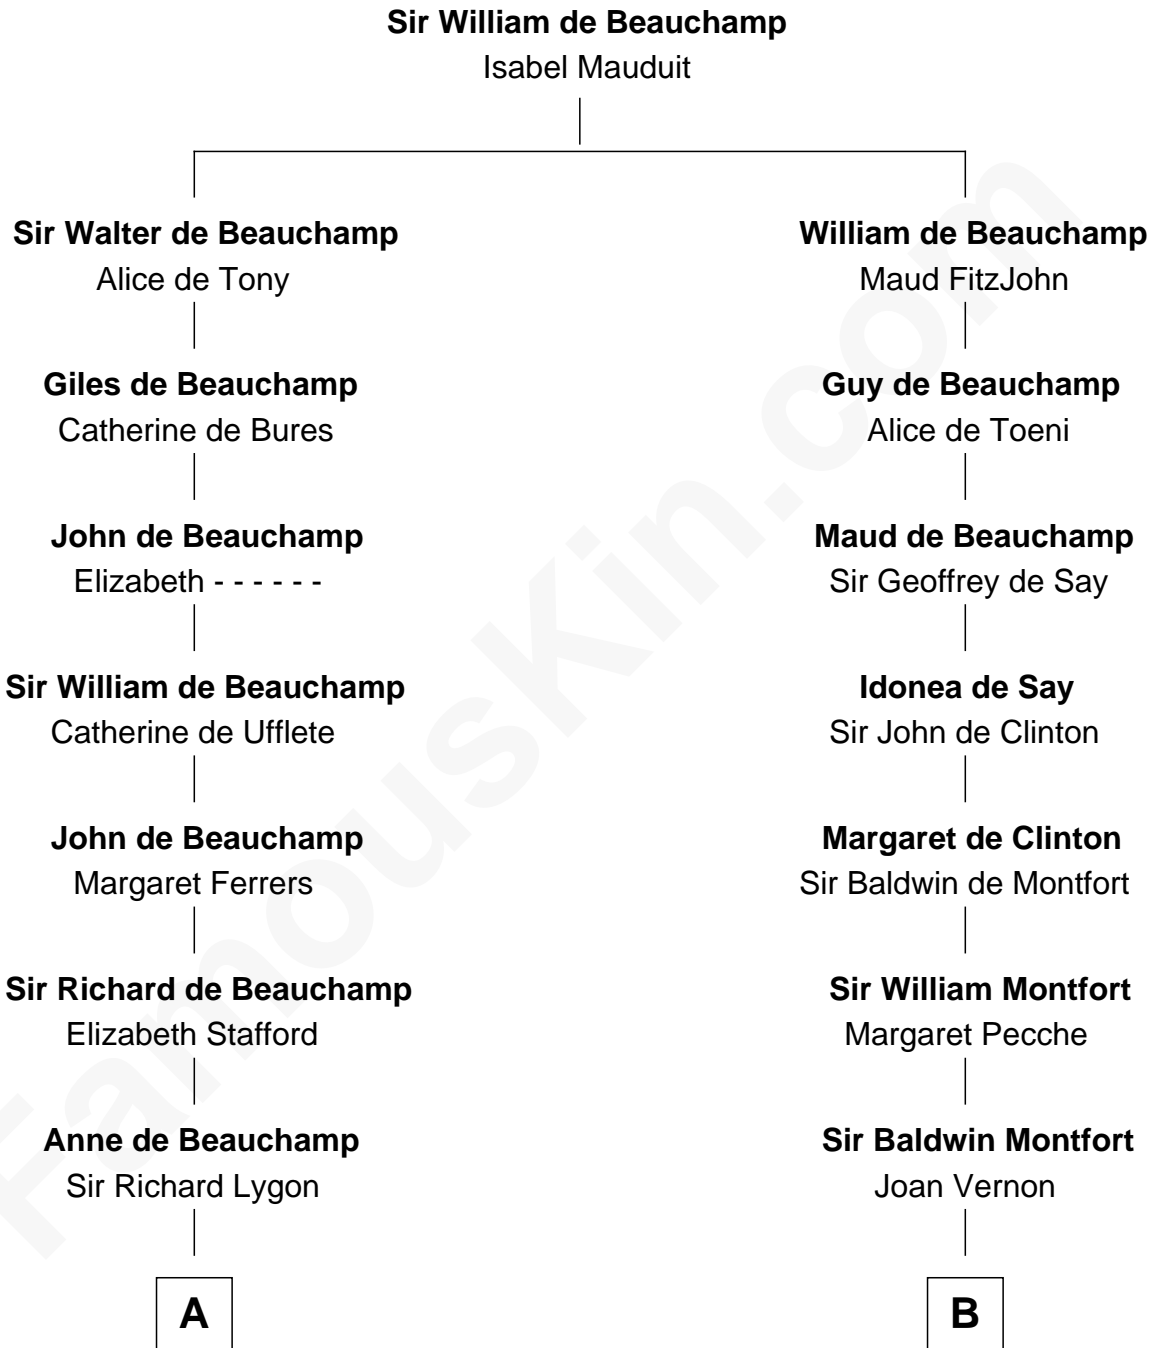 Sir William de Beauchamp
Isabel Mauduit
Sir Walter de Beauchamp
Alice de Tony
William de Beauchamp
Maud FitzJohn
Giles de Beauchamp
Catherine de Bures
Guy de Beauchamp
Alice de Toeni
John de Beauchamp
Elizabeth - - - - - -
Maud de Beauchamp
Sir Geoffrey de Say
Sir William de Beauchamp
Catherine de Ufflete
Idonea de Say
Sir John de Clinton
John de Beauchamp
Margaret Ferrers
Margaret de Clinton
Sir Baldwin de Montfort
Sir Richard de Beauchamp
Elizabeth Stafford
Sir William Montfort
Margaret Pecche
Anne de Beauchamp
Sir Richard Lygon
Sir Baldwin Montfort
Joan Vernon
A
B
FamousKin.com